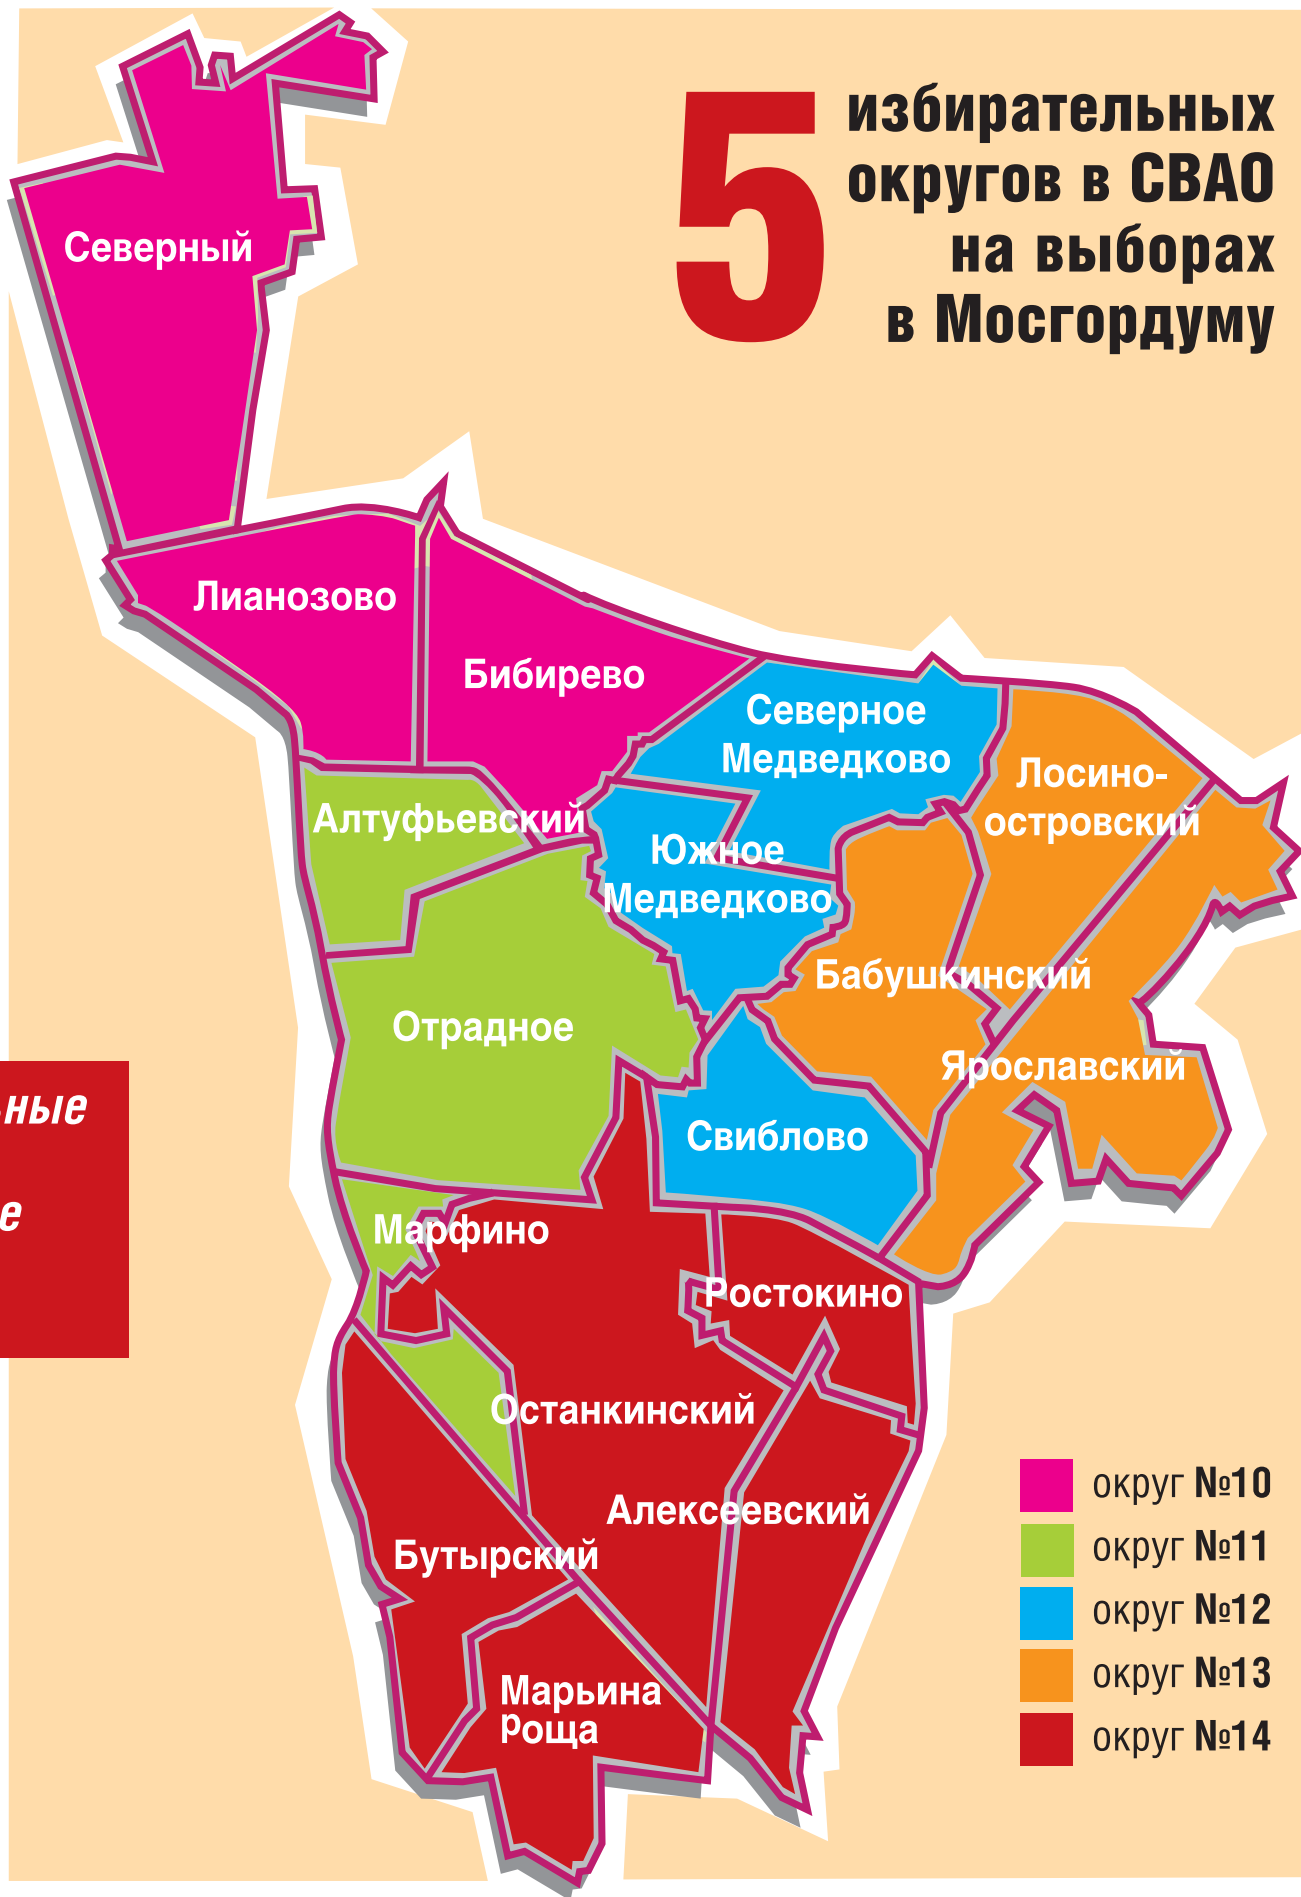 5
избирательных
округов в СВАО
на выборах
в Мосгордуму
Северный
Лианозово
Бибирево
Северное
Медведково
Лосино-
островский
Алтуфьевский
Южное
Медведково
Бабушкинский
Отрадное
Ярославский
ьные
е
Свиблово
Марфино
Ростокино
Останкинский
Алексеевский
Бутырский
Марьина
роща
округ №10
округ №11
округ №12
округ №13
округ №14